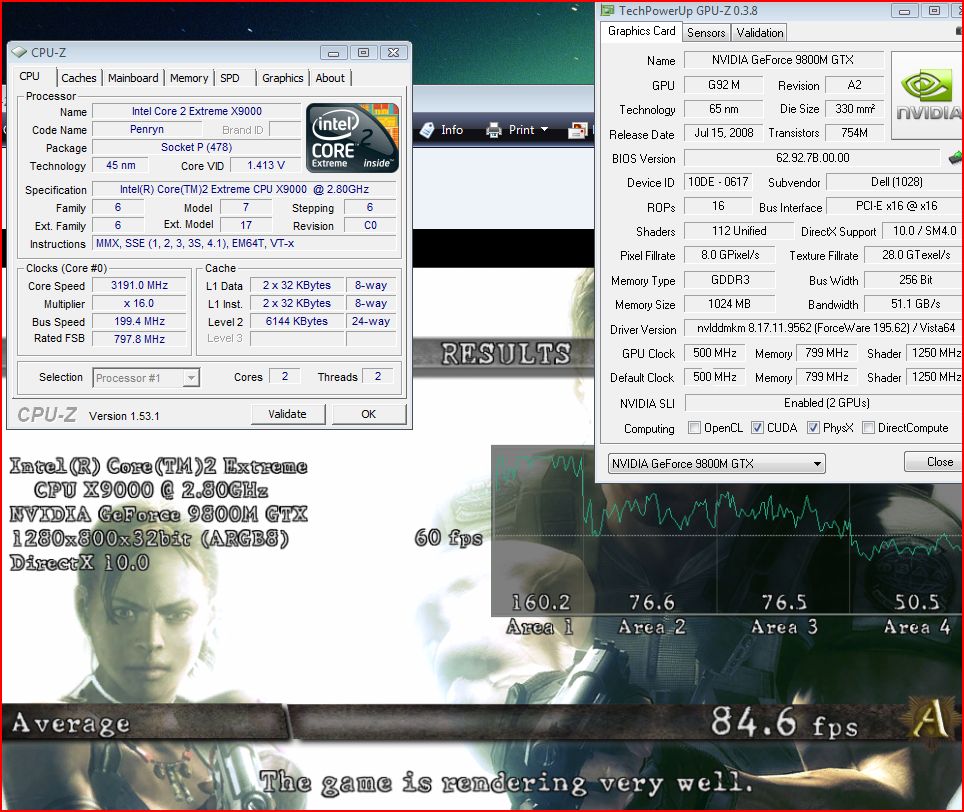 CPU-Z
CPU Caches Mainboard Memory SPD Graphics About
Processor
Name Intel Core 2 Extreme X9000
Code Name Penryn Brand ID
Package Socket P (478)
Technology 45 nm Core VID 1.413 V
intel CORE 2 Extreme inside™
Specification Intel(R) Core(TM)2 Extreme CPU X9000 @ 2.80GHz
Family 6 Model 7 Stepping 6
Ext. Family 6 Ext. Model 17 Revision C0
Instructions MMX, SSE (1, 2, 3, 3S, 4.1), EM64T, VT-x
Clocks (Core #0)
Core Speed 3191.0 MHz
Multiplier x 16.0
Bus Speed 199.4 MHz
Rated FSB 797.8 MHz
Cache
L1 Data 2 x 32 KBytes 8-way
L1 Inst. 2 x 32 KBytes 8-way
Level 2 6144 KBytes 24-way
Level 3
Selection Processor #1 Cores 2 Threads 2
CPU-Z Version 1.53.1 Validate OK
Info Print
TechPowerUp GPU-Z 0.3.8
Graphics Card Sensors Validation
Name NVIDIA GeForce 9800M GTX
GPU G92 M Revision A2
Technology 65 nm Die Size 330 mm²
Release Date Jul 15, 2008 Transistors 754M
NVIDIA
BIOS Version 62.92.7B.00.00
Device ID 10DE - 0617 Subvendor Dell (1028)
ROPs 16 Bus Interface PCI-E x16 @ x16
Shaders 112 Unified DirectX Support 10.0 / SM4.0
Pixel Fillrate 8.0 GPixel/s Texture Fillrate 28.0 GTexel/s
Memory Type GDDR3 Bus Width 256 Bit
Memory Size 1024 MB Bandwidth 51.1 GB/s
Driver Version nvlddmkm 8.17.11.9562 (ForceWare 195.62) / Vista64
GPU Clock 500 MHz Memory 799 MHz Shader 1250 MHz
Default Clock 500 MHz Memory 799 MHz Shader 1250 MHz
NVIDIA SLI Enabled (2 GPUs)
Computing OpenCL CUDA PhysX DirectCompute
NVIDIA GeForce 9800M GTX Close
RESULTS
Intel(R) Core(TM)2 Extreme
CPU X9000 @ 2.80GHz
NVIDIA GeForce 9800M GTX
1280x800x32bit (ARGB8)
DirectX 10.0
60 fps
160.2 76.6 76.5 50.5
Area 1 Area 2 Area 3 Area 4
Average 84.6 fps A
The game is rendering very well.